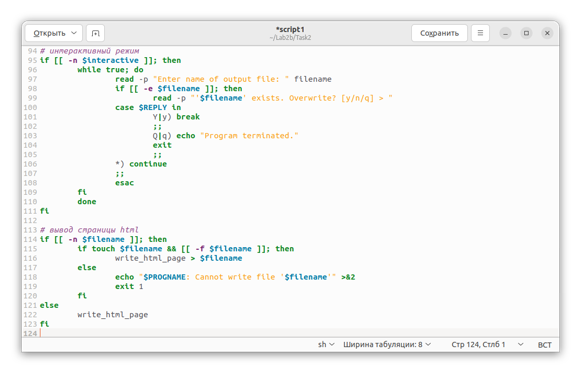 Открыть
*script1
~/Lab2b/Task2
Сохранить
94 # интерактивный режим
95 if [[ -n $interactive ]]; then
96 while true; do
97 read -p "Enter name of output file: " filename
98 if [[ -e $filename ]]; then
99 read -p "'$filename' exists. Overwrite? [y/n/q] > "
100 case $REPLY in
101 Y|y) break
102 ;;
103 Q|q) echo "Program terminated."
104 exit
105 ;;
106 *) continue
107 ;;
108 esac
109 fi
110 done
111 fi
112
113 # вывод страницы html
114 if [[ -n $filename ]]; then
115 if touch $filename && [[ -f $filename ]]; then
116 write_html_page > $filename
117 else
118 echo "$PROGNAME: Cannot write file '$filename'" >&2
119 exit 1
120 fi
121 else
122 write_html_page
123 fi
124
sh Ширина табуляции: 8 Стр 124, Стлб 1 ВСТ